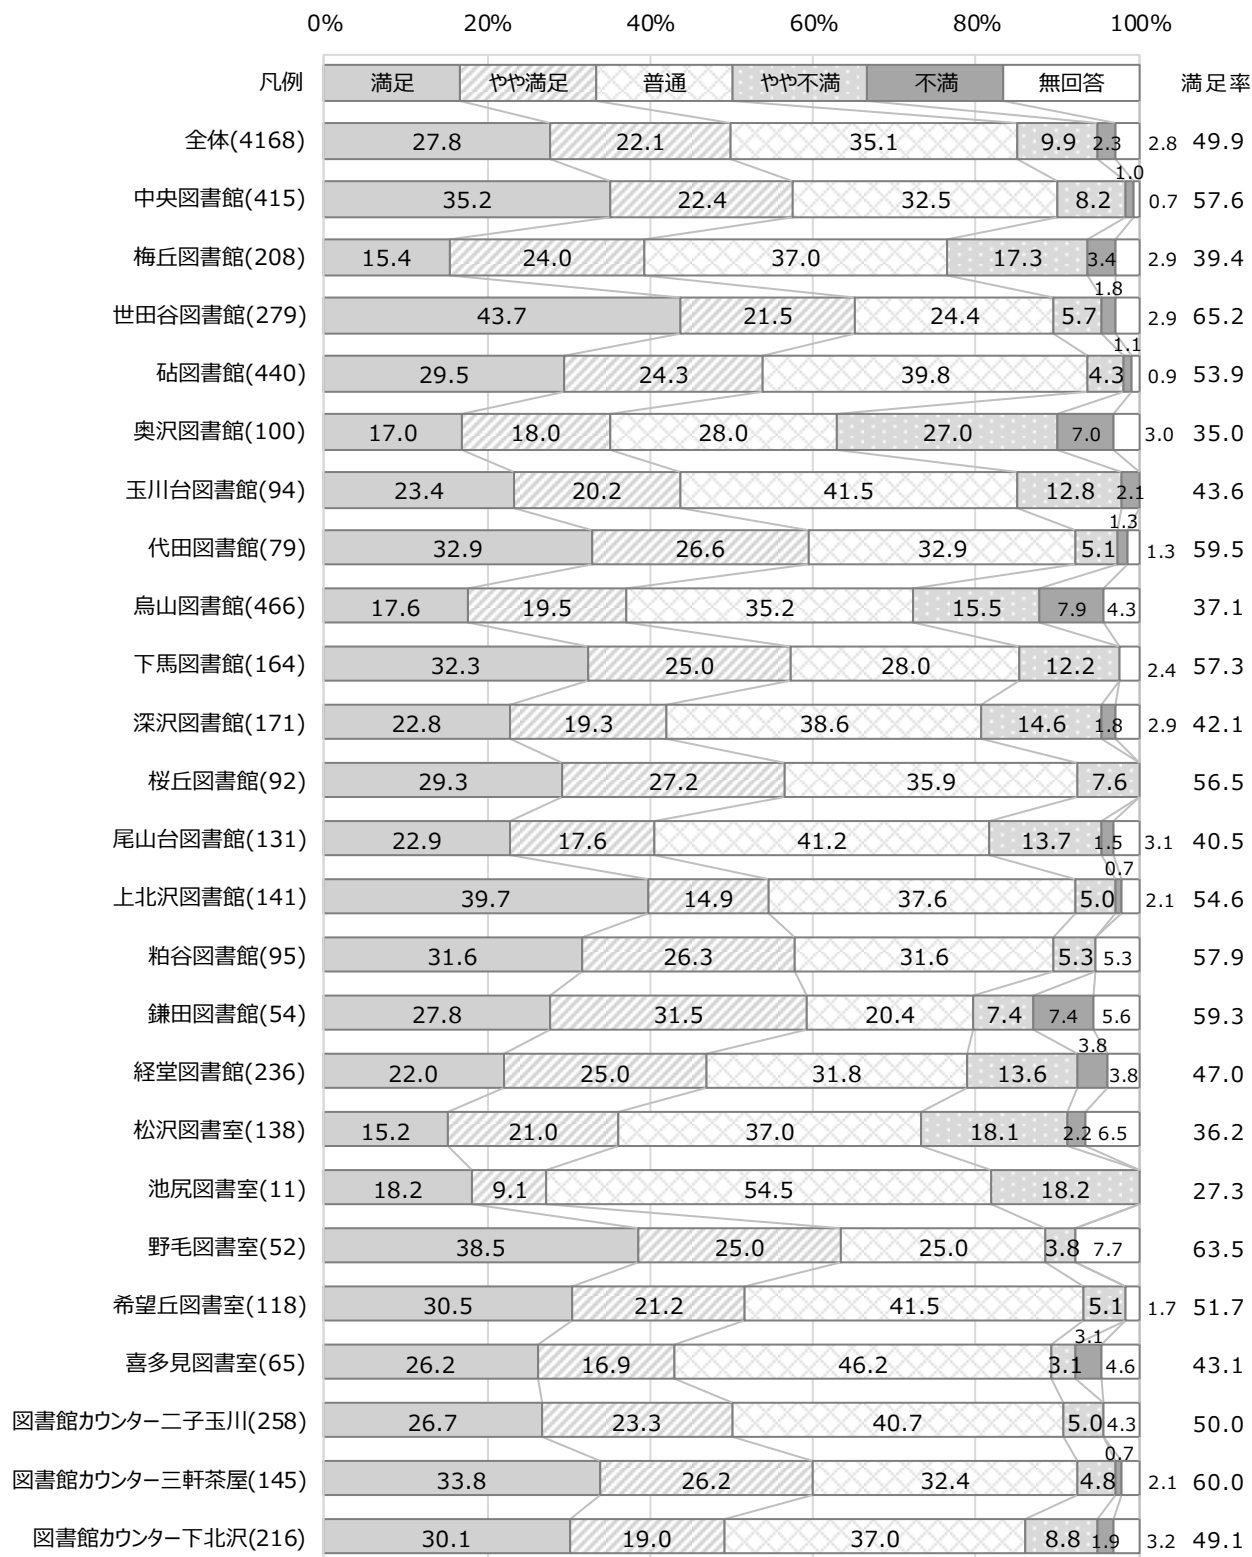 0% 20% 40% 60% 80% 100%
凡例 満足 やや満足 普通 やや不満 不満 無回答 満足率
全体(4168) 27.8 22.1 35.1 9.9 2.3 2.8 49.9
中央図書館(415) 35.2 22.4 32.5 8.2 1.0 0.7 57.6
梅丘図書館(208) 15.4 24.0 37.0 17.3 3.4 2.9 39.4
世田谷図書館(279) 43.7 21.5 24.4 5.7 1.8 2.9 65.2
砧図書館(440) 29.5 24.3 39.8 4.3 1.1 0.9 53.9
奥沢図書館(100) 17.0 18.0 28.0 27.0 7.0 3.0 35.0
玉川台図書館(94) 23.4 20.2 41.5 12.8 2.1 43.6
代田図書館(79) 32.9 26.6 32.9 5.1 1.3 1.3 59.5
烏山図書館(466) 17.6 19.5 35.2 15.5 7.9 4.3 37.1
下馬図書館(164) 32.3 25.0 28.0 12.2 2.4 57.3
深沢図書館(171) 22.8 19.3 38.6 14.6 1.8 2.9 42.1
桜丘図書館(92) 29.3 27.2 35.9 7.6 56.5
尾山台図書館(131) 22.9 17.6 41.2 13.7 1.5 3.1 40.5
上北沢図書館(141) 39.7 14.9 37.6 5.0 0.7 2.1 54.6
粕谷図書館(95) 31.6 26.3 31.6 5.3 5.3 57.9
鎌田図書館(54) 27.8 31.5 20.4 7.4 7.4 5.6 59.3
経堂図書館(236) 22.0 25.0 31.8 13.6 3.8 3.8 47.0
松沢図書室(138) 15.2 21.0 37.0 18.1 2.2 6.5 36.2
池尻図書室(11) 18.2 9.1 54.5 18.2 27.3
野毛図書室(52) 38.5 25.0 25.0 3.8 7.7 63.5
希望丘図書室(118) 30.5 21.2 41.5 5.1 1.7 51.7
喜多見図書室(65) 26.2 16.9 46.2 3.1 3.1 4.6 43.1
図書館カウンター二子玉川(258) 26.7 23.3 40.7 5.0 4.3 50.0
図書館カウンター三軒茶屋(145) 33.8 26.2 32.4 4.8 0.7 2.1 60.0
図書館カウンター下北沢(216) 30.1 19.0 37.0 8.8 1.9 3.2 49.1